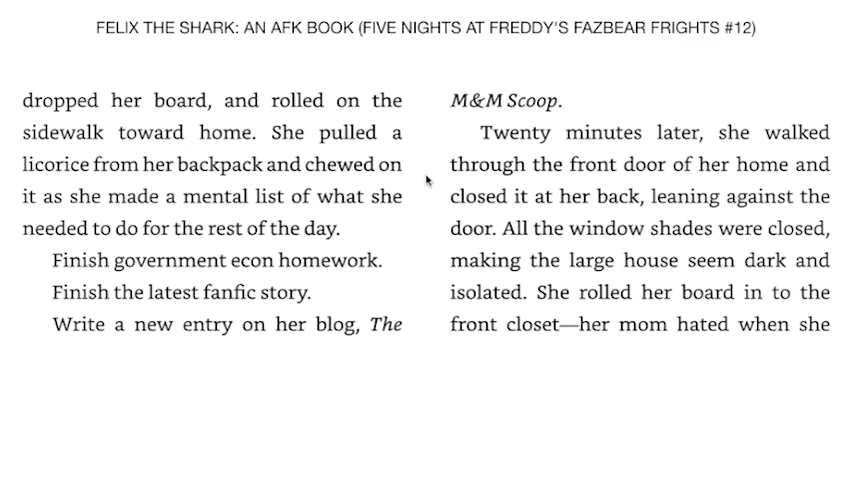 FELIX THE SHARK: AN AFK BOOK (FIVE NIGHTS AT FREDDY'S FAZBEAR FRIGHTS #12)
dropped her board, and rolled on the
sidewalk toward home. She pulled a
licorice from her backpack and chewed on
it as she made a mental list of what she
needed to do for the rest of the day.
Finish government econ homework.
Finish the latest fanfic story.
Write a new entry on her blog, The
M&M Scoop.
Twenty minutes later, she walked
through the front door of her home and
closed it at her back, leaning against the
door. All the window shades were closed,
making the large house seem dark and
isolated. She rolled her board in to the
front closet—her mom hated when she